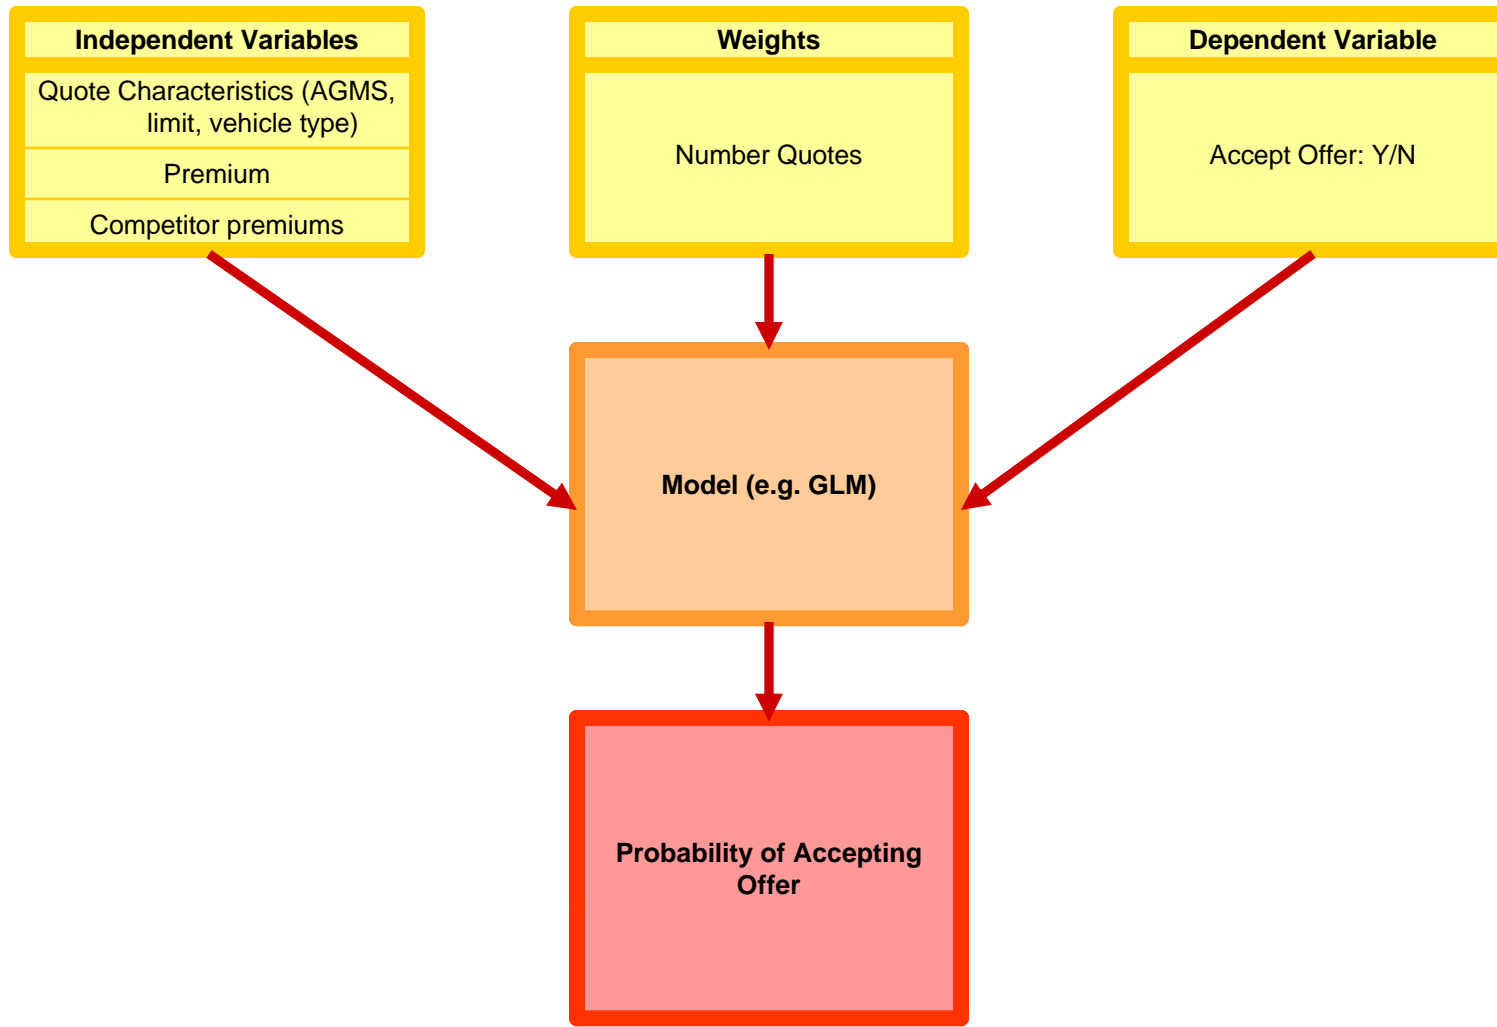 Independent Variables
Quote Characteristics (AGMS,
limit, vehicle type)
Premium
Competitor premiums
Weights
Number Quotes
Dependent Variable
Accept Offer: Y/N
Model (e.g. GLM)
Probability of Accepting
Offer